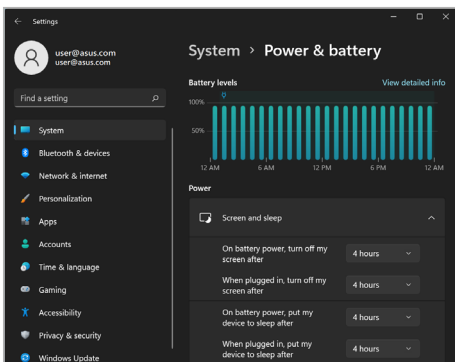 Settings
user@asus.com
user@asus.com
System > Power & battery
Battery levels
View detailed info
Find a setting
100%
50%
12 AM
6 AM
12 PM
6 PM
12 AM
System
Bluetooth & devices
Network & internet
Personalization
Apps
Accounts
Time & language
Gaming
Accessibility
Privacy & security
Windows Update
Power
Screen and sleep
On battery power, turn off my
screen after
4 hours
When plugged in, turn off my
screen after
4 hours
On battery power, put my
device to sleep after
4 hours
When plugged in, put my
device to sleep after
4 hours